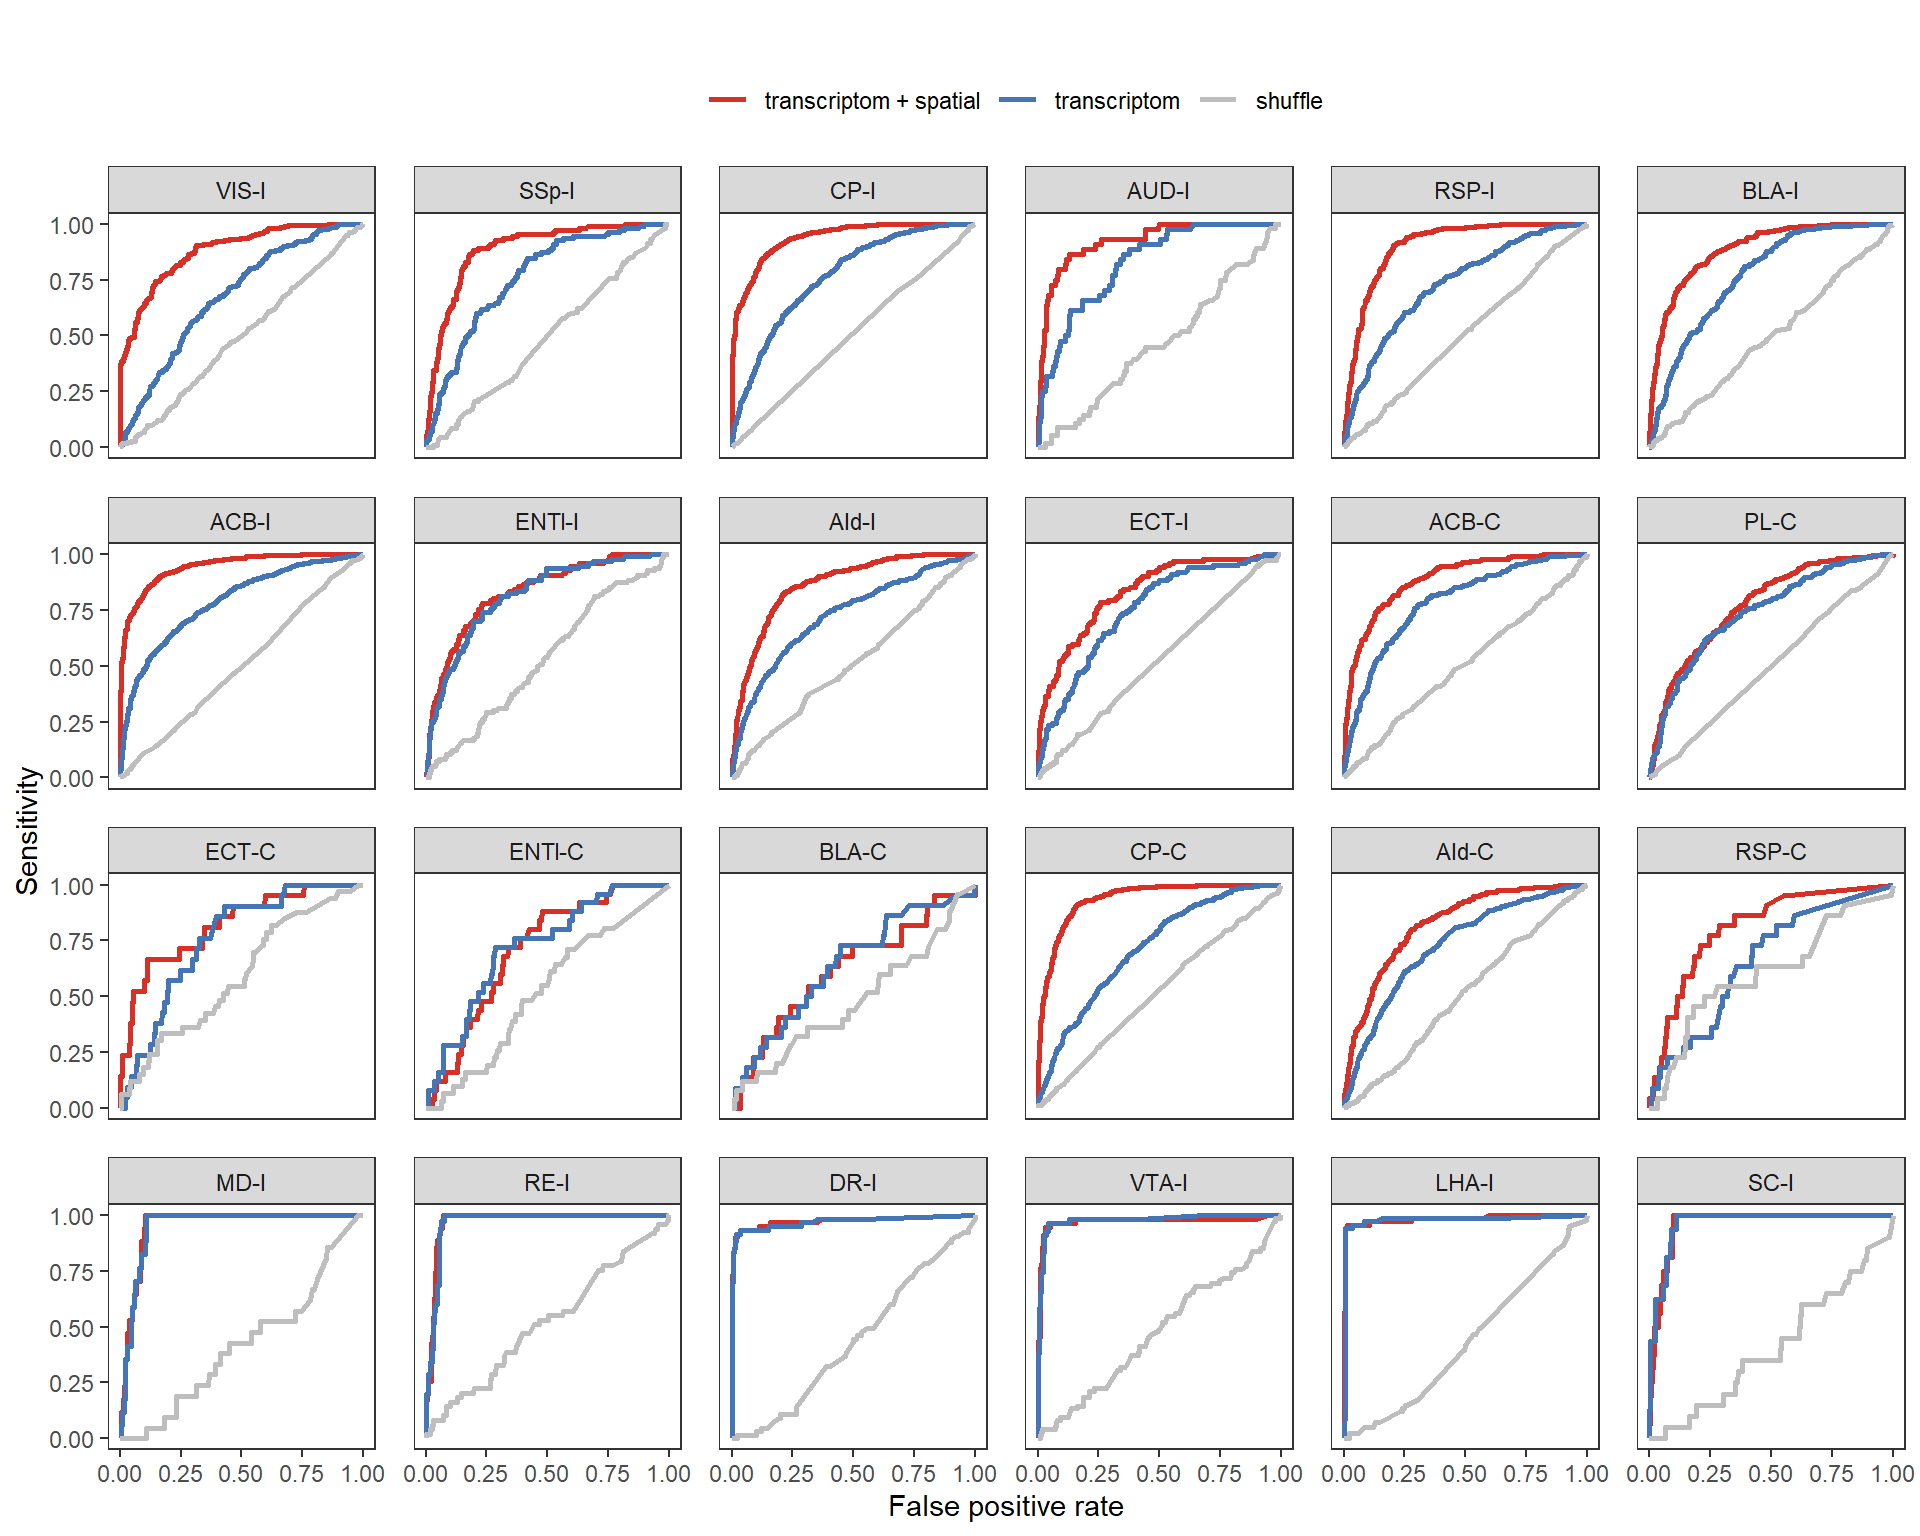 transcriptom + spatial transcriptom shuffle
VIS-I SSp-I CP-I AUD-I RSP-I BLA-I
1.00
0.75
0.50
0.25
0.00
ACB-I ENTl-I AId-I ECT-I ACB-C PL-C
1.00
0.75
0.50
0.25
0.00
Sensitivity
ECT-C ENTl-C BLA-C CP-C AId-C RSP-C
1.00
0.75
0.50
0.25
0.00
MD-I RE-I DR-I VTA-I LHA-I SC-I
1.00
0.75
0.50
0.25
0.00
0.00 0.25 0.50 0.75 1.00 0.00 0.25 0.50 0.75 1.00 0.00 0.25 0.50 0.75 1.00 0.00 0.25 0.50 0.75 1.00 0.00 0.25 0.50 0.75 1.00 0.00 0.25 0.50 0.75 1.00
False positive rate